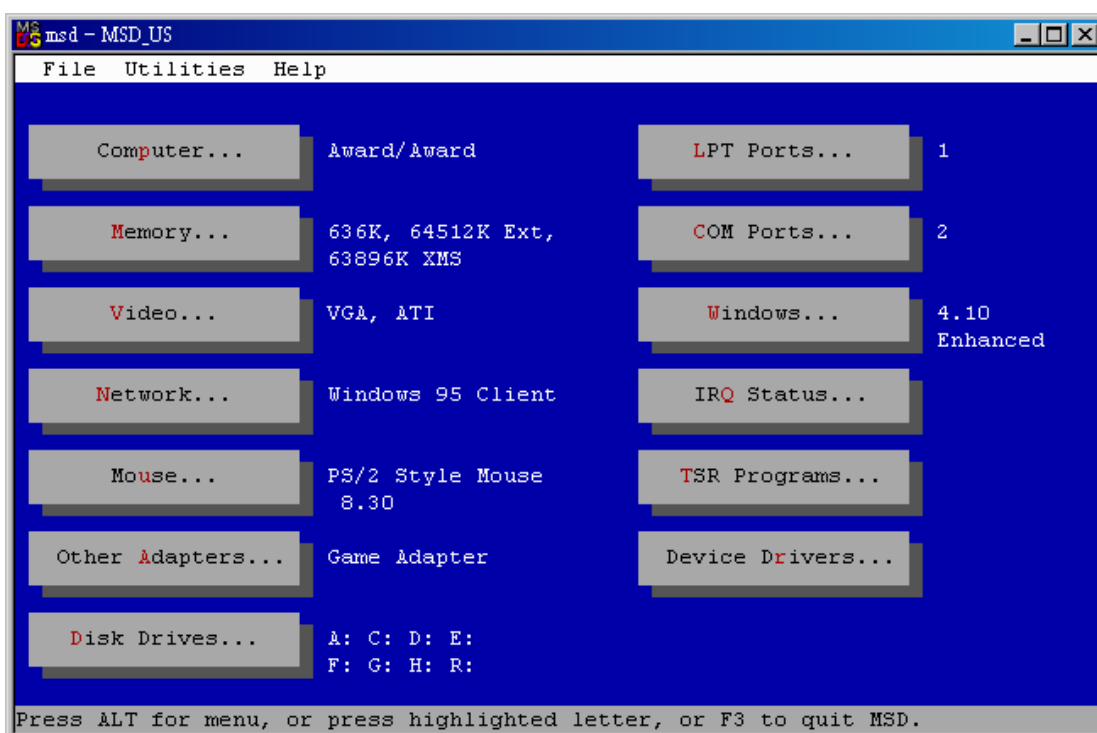 msd - MSD_US
File Utilities Help
Computer... Award/Award LPT Ports... 1
Memory... 636K, 64512K Ext, COM Ports... 2
63896K XMS
Video... VGA, ATI Windows... 4.10
Enhanced
Network... Windows 95 Client IRQ Status...
Mouse... PS/2 Style Mouse TSR Programs...
8.30
Other Adapters... Game Adapter Device Drivers...
Disk Drives... A: C: D: E:
F: G: H: R:
Press ALT for menu, or press highlighted letter, or F3 to quit MSD.